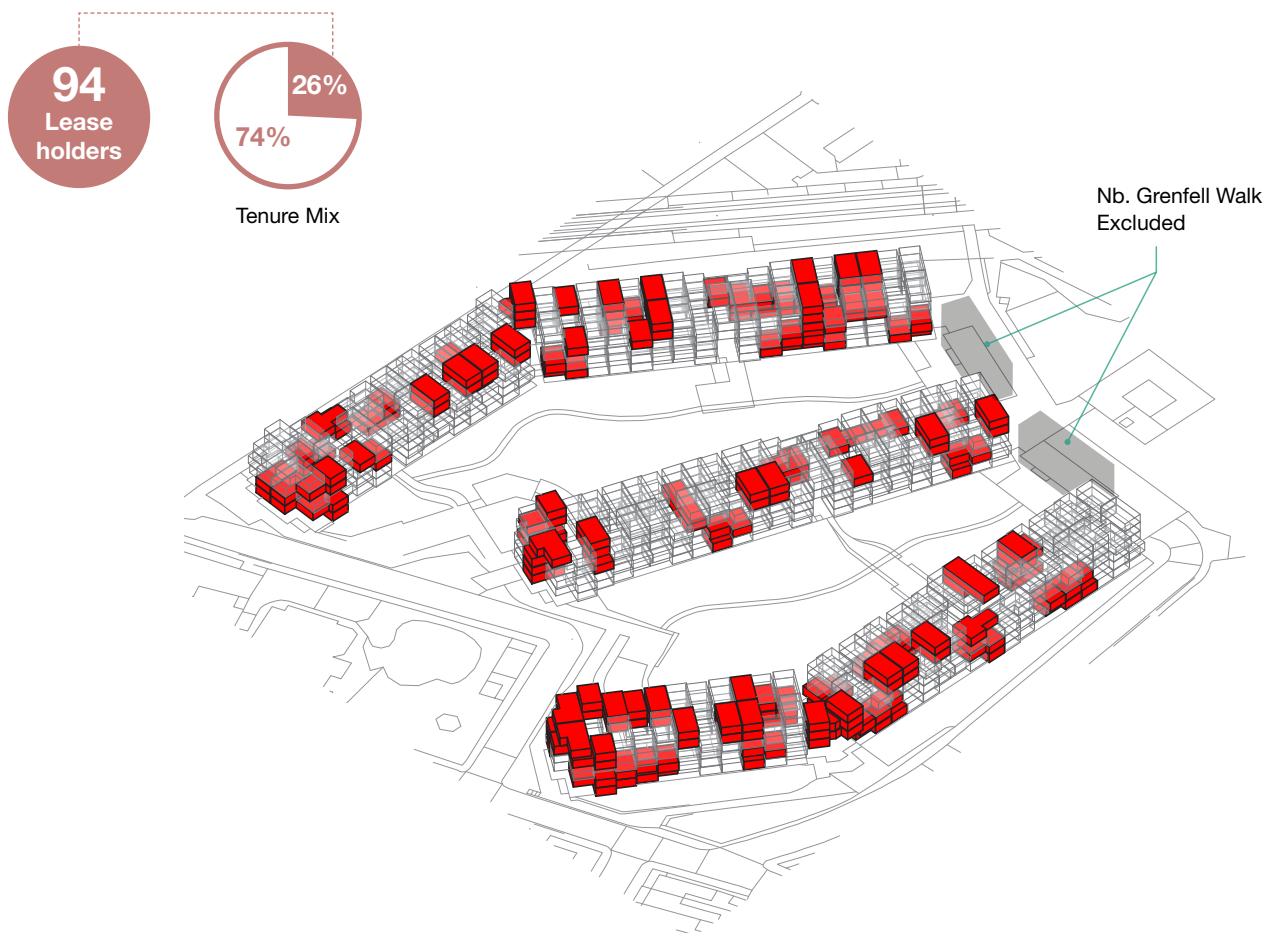 94
Lease
holders
26%
74%
Tenure Mix
Nb. Grenfell Walk
Excluded